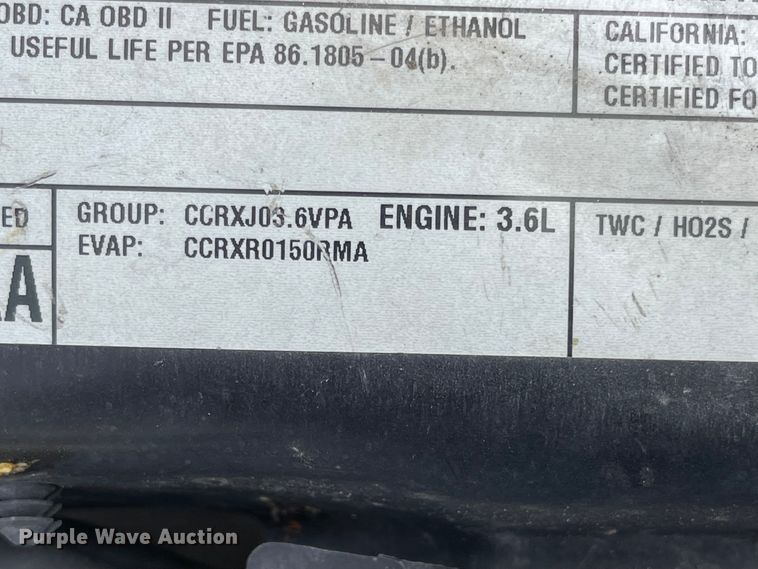 OBD: CA OBD II FUEL: GASOLINE / ETHANOL
USEFUL LIFE PER EPA 86.1805-04(b).
CALIFORNIA:
CERTIFIED TO
CERTIFIED FO
ED
A
GROUP: CCRXJ03.6VPA ENGINE: 3.6L
EVAP: CCRXR0150RMA
TWC / HO2S /
Purple Wave Auction